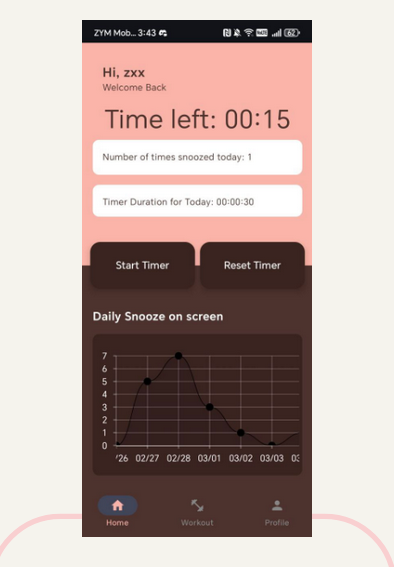 ZYM Mob... 3:43
62
Hi, zxx
Welcome Back
Time left: 00:15
Number of times snoozed today: 1
Timer Duration for Today: 00:00:30
Start Timer
Reset Timer
Daily Snooze on screen
7
6
5
4
3
2
1
0
'26 02/27 02/28 03/01 03/02 03/03 03
Home
Workout
Profile